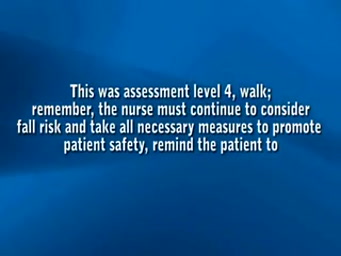 This was assessment level 4, walk;
remember, the nurse must continue to consider
fall risk and take all necessary measures to promote
patient safety, remind the patient to